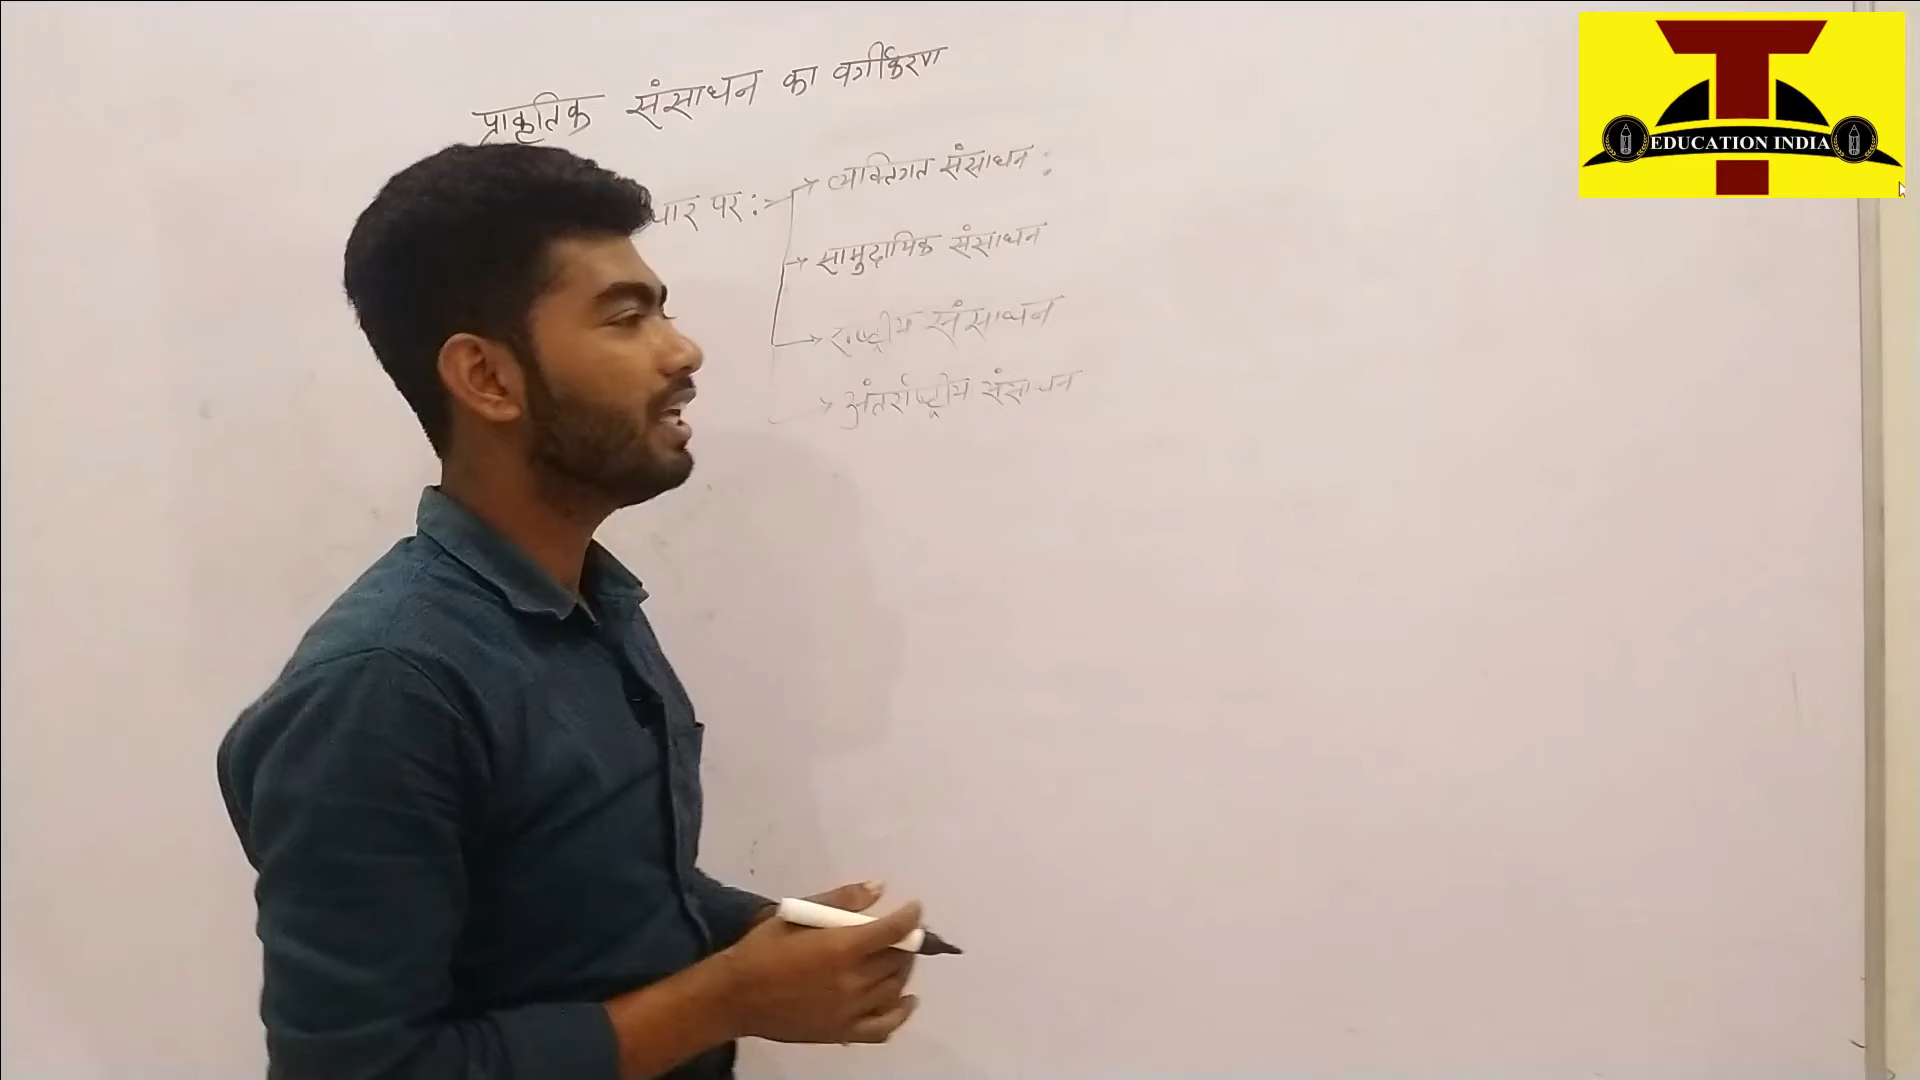 प्राकृतिक संसाधन का वर्गीकरण
पर :- → व्यक्तिगत संसाधन :
→ सामुदायिक संसाधन
→ राष्ट्रीय संसाधन
→ अंतर्राष्ट्रीय संसाधन
T
EDUCATION INDIA